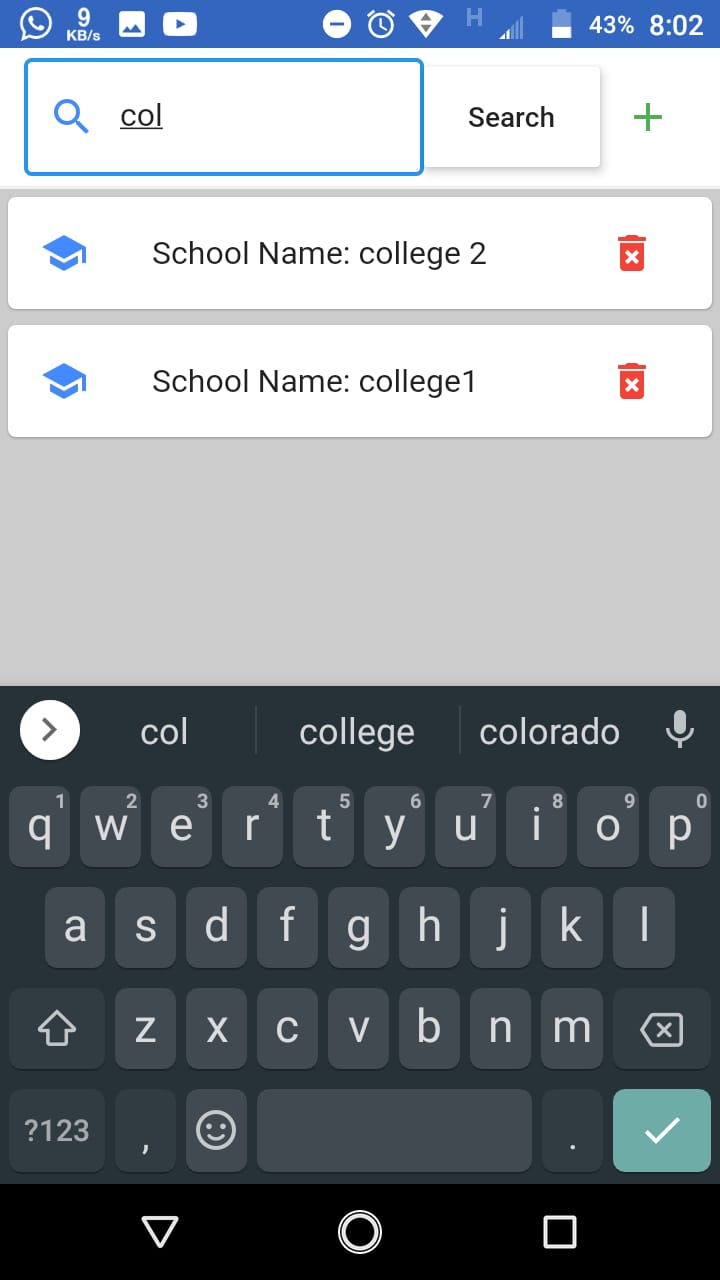 9
KB/s
H
43% 8:02
col
Search
School Name: college 2
School Name: college1
col college colorado
1 2 3 4 5 6 7 8 9 0
q w e r t y u i o p
a s d f g h j k l
z x c v b n m
?123 , .